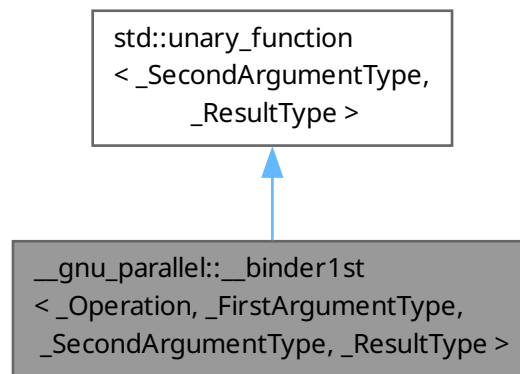 std::unary_function
< _SecondArgumentType,
_ResultType >
__gnu_parallel::__binder1st
< _Operation, _FirstArgumentType,
_SecondArgumentType, _ResultType >